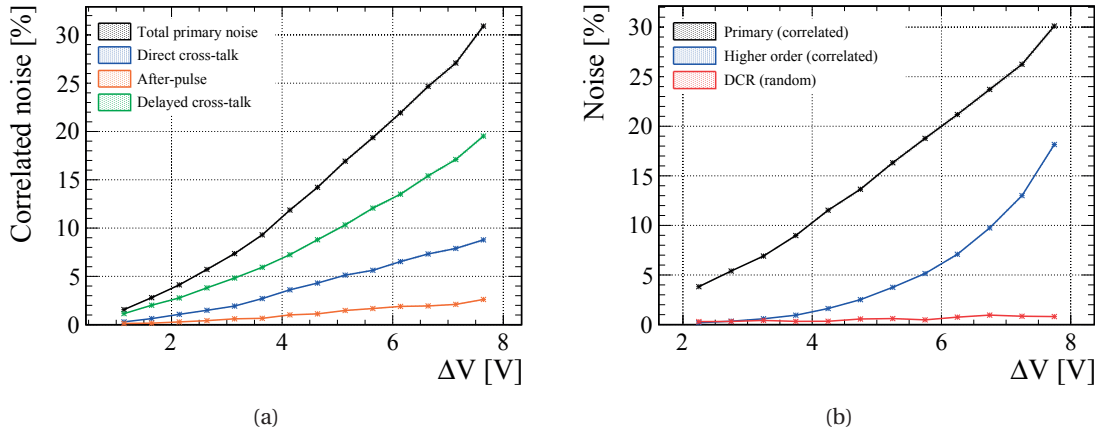 Correlated noise [%]
30
25
20
15
10
5
0
Total primary noise
Direct cross-talk
After-pulse
Delayed cross-talk
2
4
6
8
ΔV [V]
(a)
Noise [%]
30
25
20
15
10
5
0
Primary (correlated)
Higher order (correlated)
DCR (random)
2
4
6
8
ΔV [V]
(b)